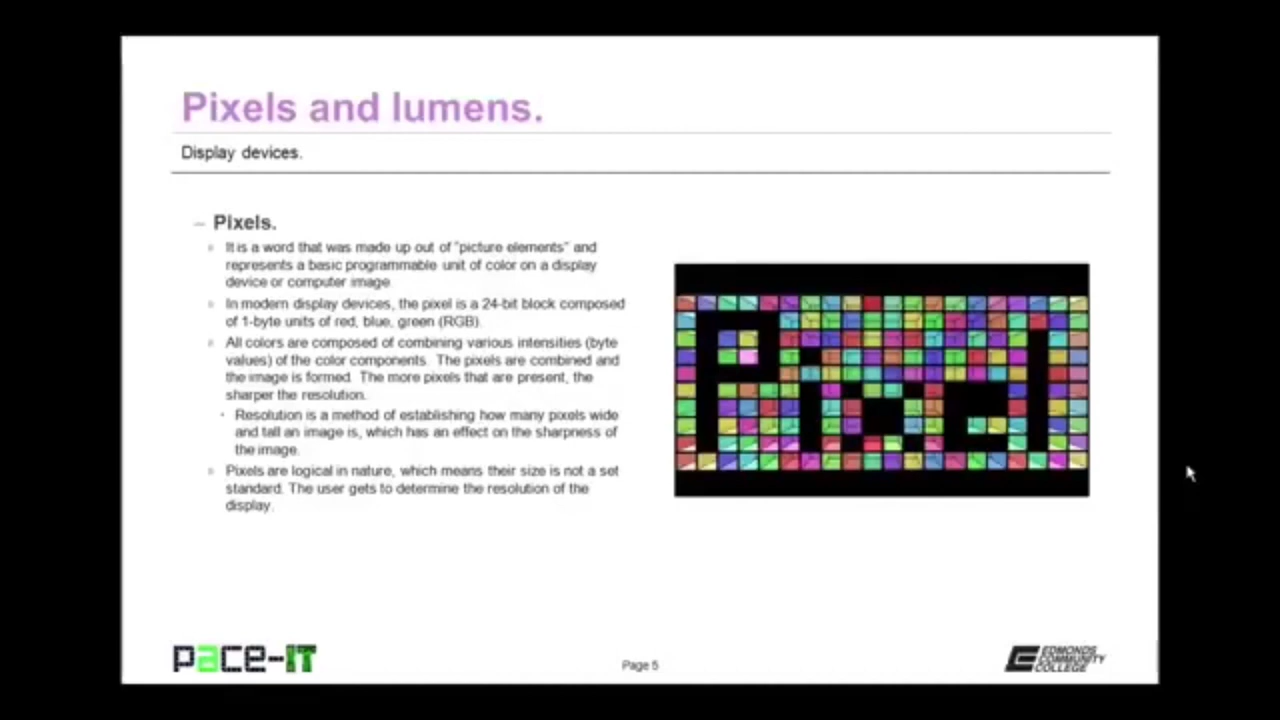 Pixels and lumens.
Display devices.
– Pixels.
» It is a word that was made up out of "picture elements" and
represents a basic programmable unit of color on a display
device or computer image.
» In modern display devices, the pixel is a 24-bit block composed
of 1-byte units of red, blue, green (RGB).
» All colors are composed of combining various intensities (byte
values) of the color components. The pixels are combined and
the image is formed. The more pixels that are present, the
sharper the resolution.
• Resolution is a method of establishing how many pixels wide
and tall an image is, which has an effect on the sharpness of
the image.
» Pixels are logical in nature, which means their size is not a set
standard. The user gets to determine the resolution of the
display.
Pixel
pace-IT
Page 5
EDMONDS
COMMUNITY
COLLEGE